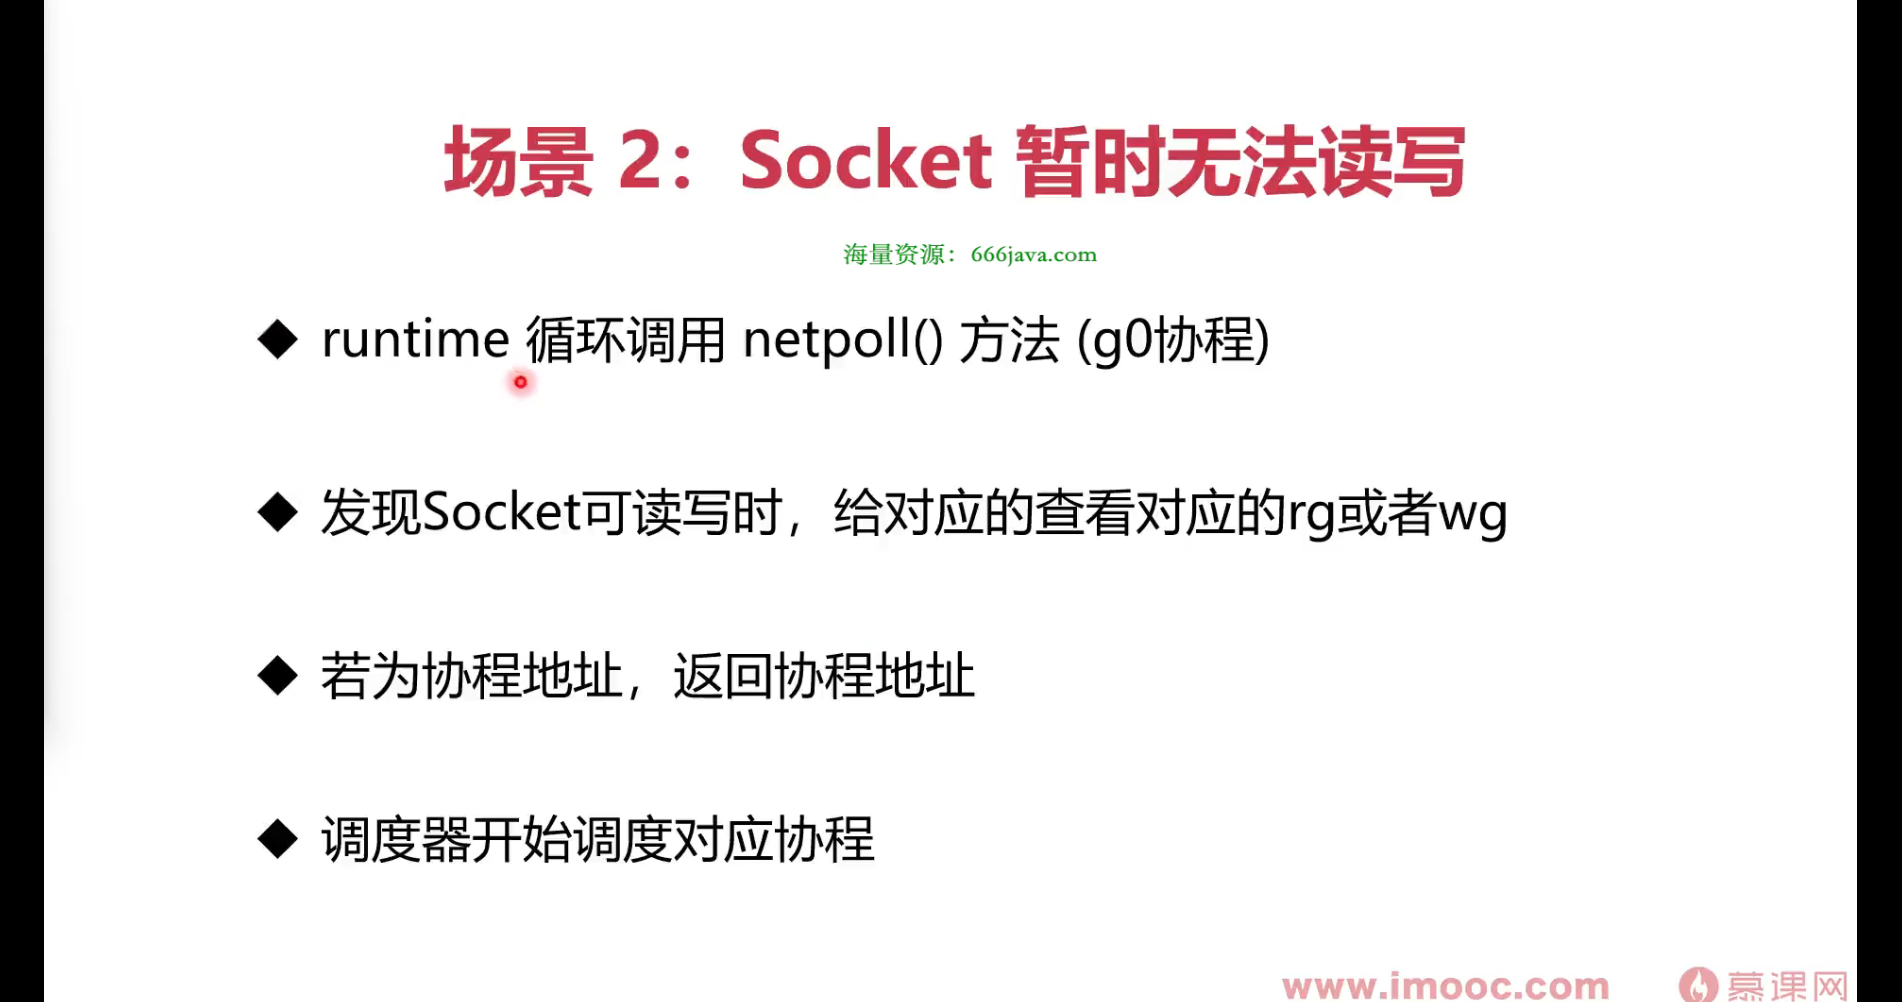 场景 2：Socket 暂时无法读写
海量资源：666java.com
◆ runtime 循环调用 netpoll() 方法 (g0协程)
◆ 发现Socket可读写时，给对应的查看对应的rg或者wg
◆ 若为协程地址，返回协程地址
◆ 调度器开始调度对应协程
www.imooc.com 慕课网